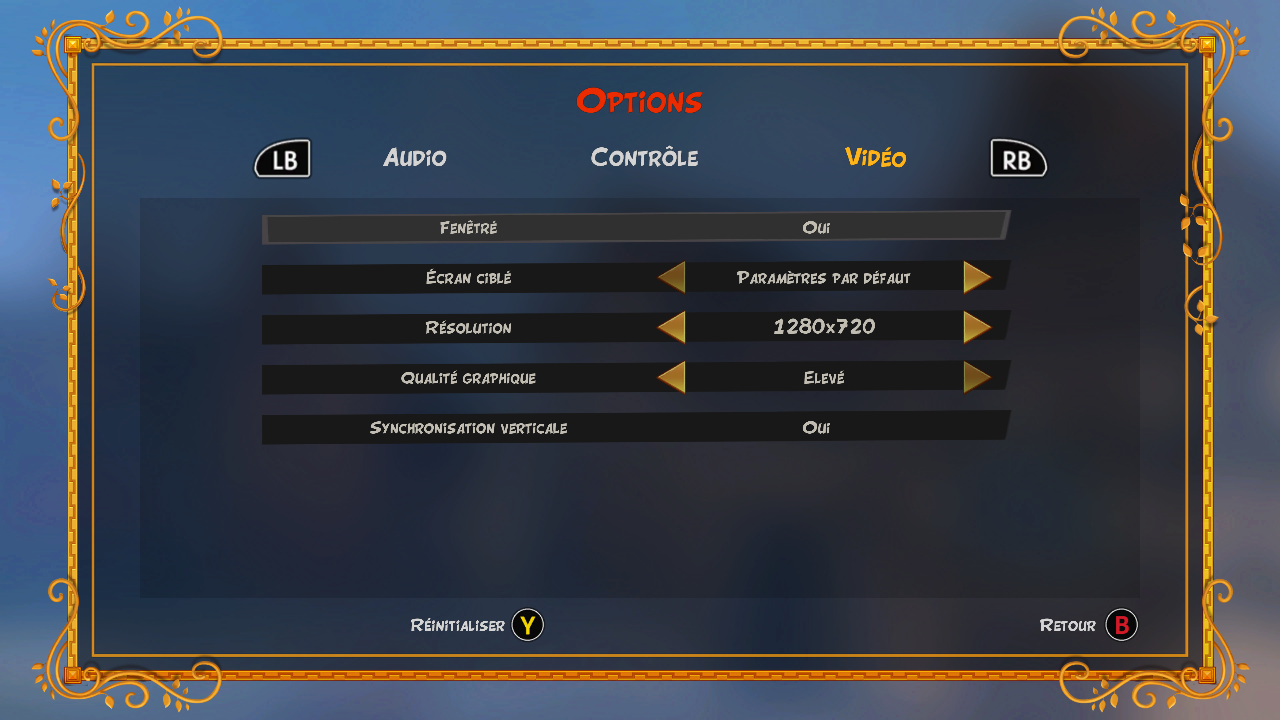 Options
LB Audio Contrôle Vidéo RB
Fenêtré Oui
Écran ciblé Paramètres par défaut
Résolution 1280x720
Qualité graphique Elevé
Synchronisation verticale Oui
Réinitialiser Y Retour B